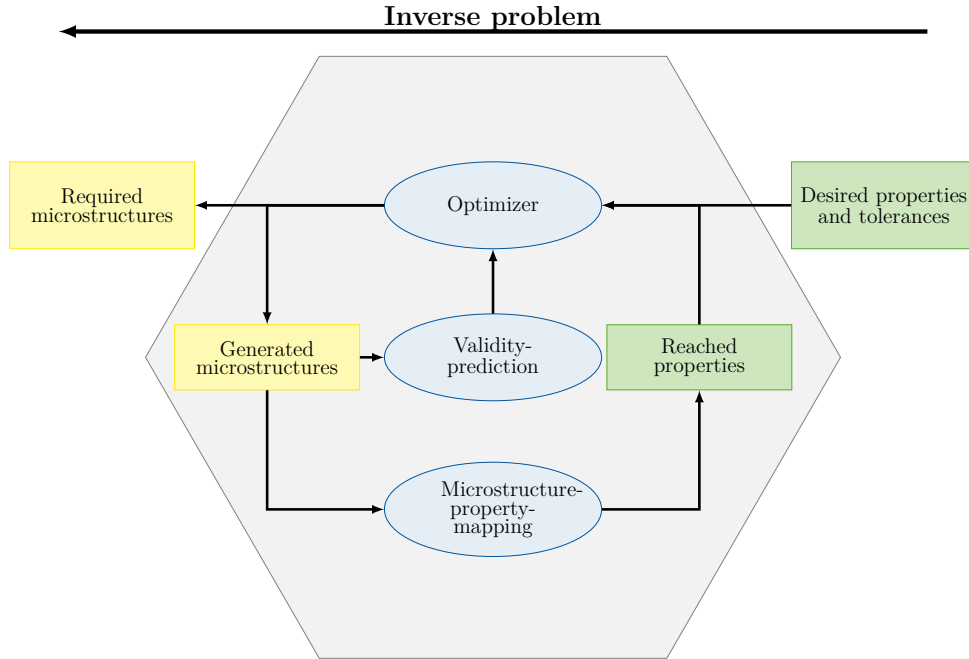 Inverse problem
Required
microstructures
Optimizer
Desired properties
and tolerances
Generated
microstructures
Validity-
prediction
Reached
properties
Microstructure-
property-
mapping